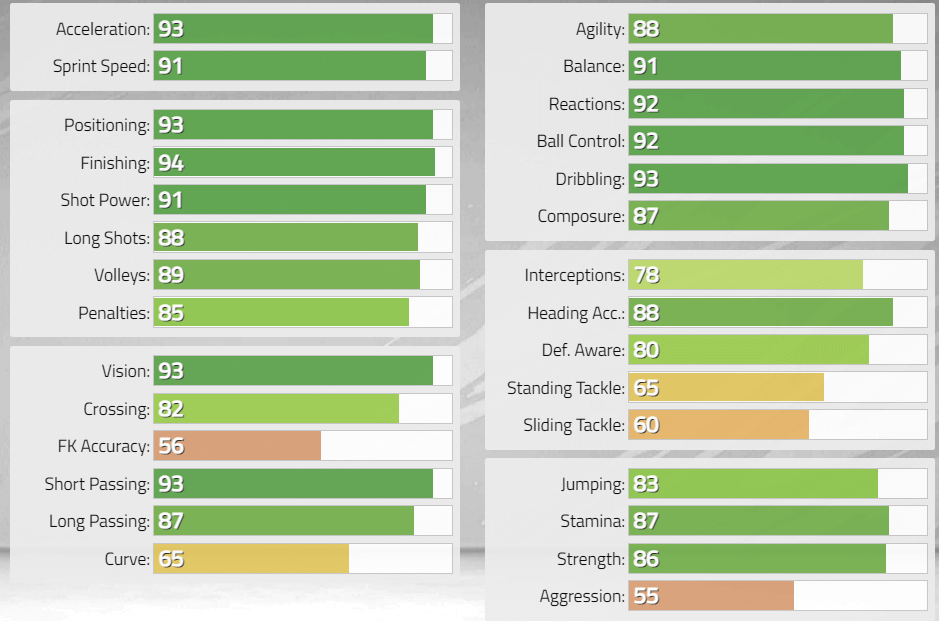 Acceleration: 93
Sprint Speed: 91
Positioning: 93
Finishing: 94
Shot Power: 91
Long Shots: 88
Volleys: 89
Penalties: 85
Vision: 93
Crossing: 82
FK Accuracy: 56
Short Passing: 93
Long Passing: 87
Curve: 65
Agility: 88
Balance: 91
Reactions: 92
Ball Control: 92
Dribbling: 93
Composure: 87
Interceptions: 78
Heading Acc.: 88
Def. Aware: 80
Standing Tackle: 65
Sliding Tackle: 60
Jumping: 83
Stamina: 87
Strength: 86
Aggression: 55